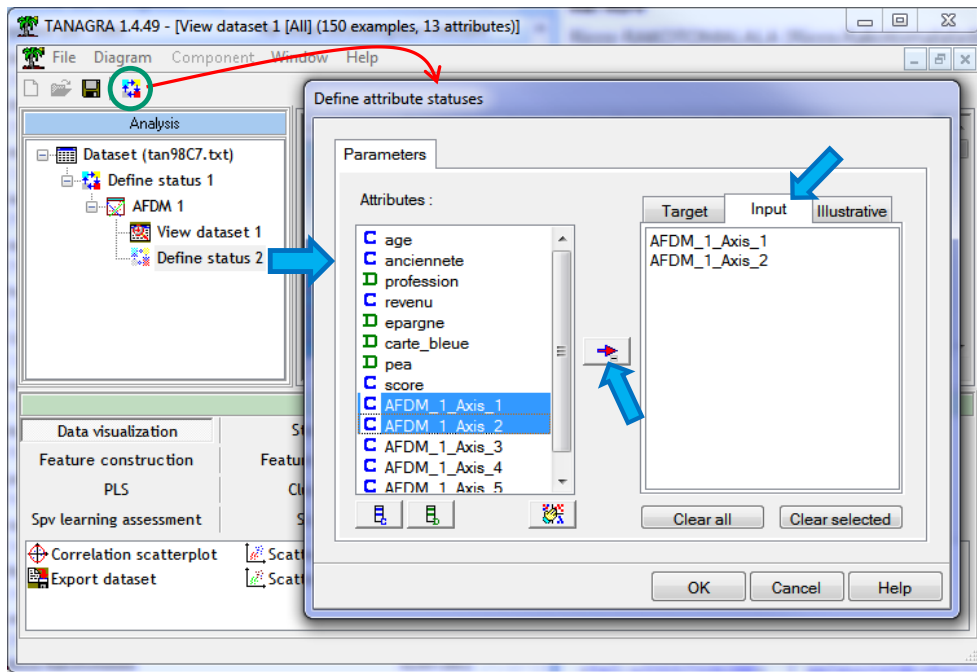 TANAGRA 1.4.49 - [View dataset 1 [All] (150 examples, 13 attributes)]
File Diagram Component Window Help
Analysis
Dataset (tan98C7.txt)
Define status 1
AFDM 1
View dataset 1
Define status 2
Define attribute statuses
Parameters
Attributes :
C age
C anciennete
D profession
C revenu
D epargne
D carte_bleue
D pea
C score
C AFDM_1_Axis_1
C AFDM_1_Axis_2
C AFDM_1_Axis_3
C AFDM_1_Axis_4
C AFDM_1_Axis_5
Target Input Illustrative
AFDM_1_Axis_1
AFDM_1_Axis_2
Clear all Clear selected
OK Cancel Help
Data visualization
Feature construction
PLS
Spv learning assessment
Correlation scatterplot
Export dataset